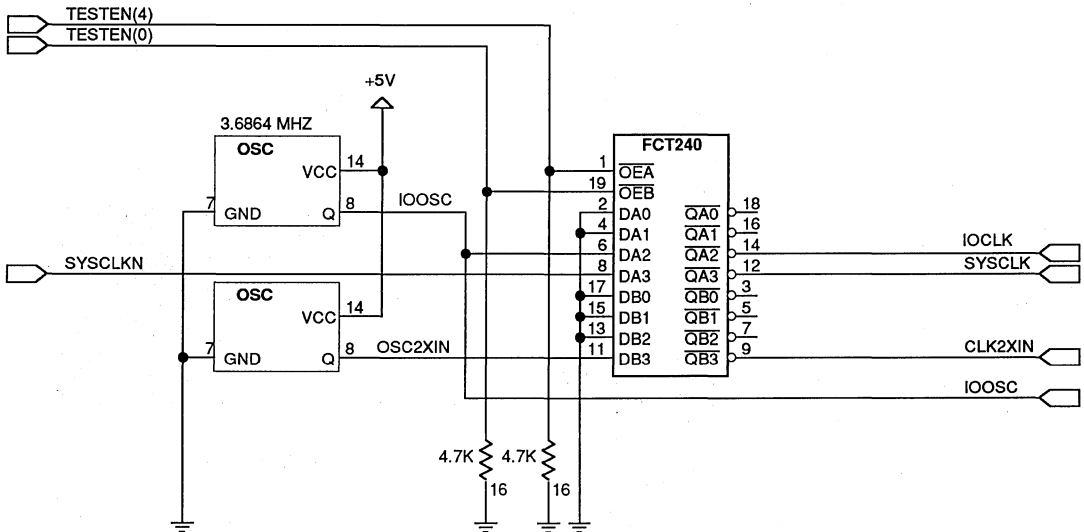 TESTEN(4)
TESTEN(0)
+5V
3.6864 MHZ
OSC
VCC 14
7 GND Q 8 IOOSC
SYSCLKN
OSC
VCC 14
7 GND Q 8 OSC2XIN
FCT240
1 OEA
19 OEB
2 DA0 QA0 18
4 DA1 QA1 16
6 DA2 QA2 14 IOCLK
8 DA3 QA3 12 SYSCLK
17 DB0 QB0 3
15 DB1 QB1 5
13 DB2 QB2 7
11 DB3 QB3 9 CLK2XIN
IOOSC
4.7K 4.7K
16 16